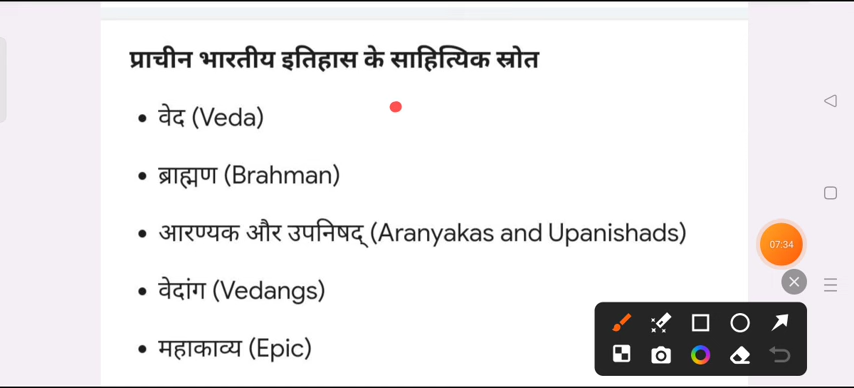 प्राचीन भारतीय इतिहास के साहित्यिक स्रोत
• वेद (Veda)
• ब्राह्मण (Brahman)
• आरण्यक और उपनिषद् (Aranyakas and Upanishads)
07:34
• वेदांग (Vedangs)
• महाकाव्य (Epic)